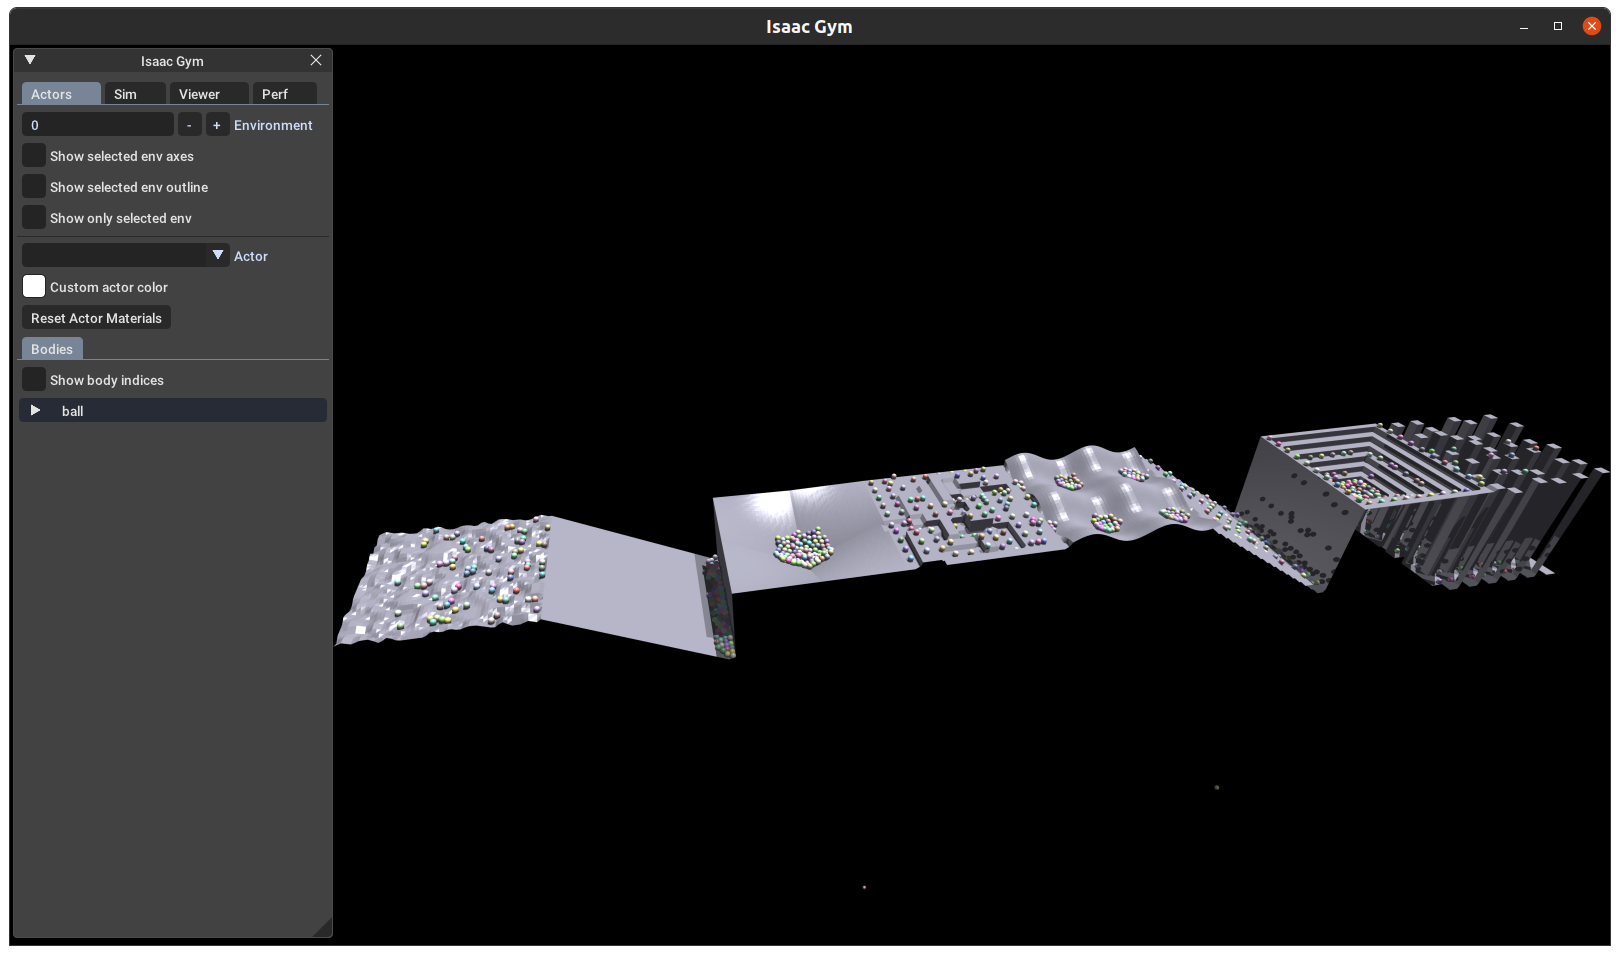 Isaac Gym
Isaac Gym
Actors Sim Viewer Perf
0 - + Environment
Show selected env axes
Show selected env outline
Show only selected env
Actor
Custom actor color
Reset Actor Materials
Bodies
Show body indices
ball